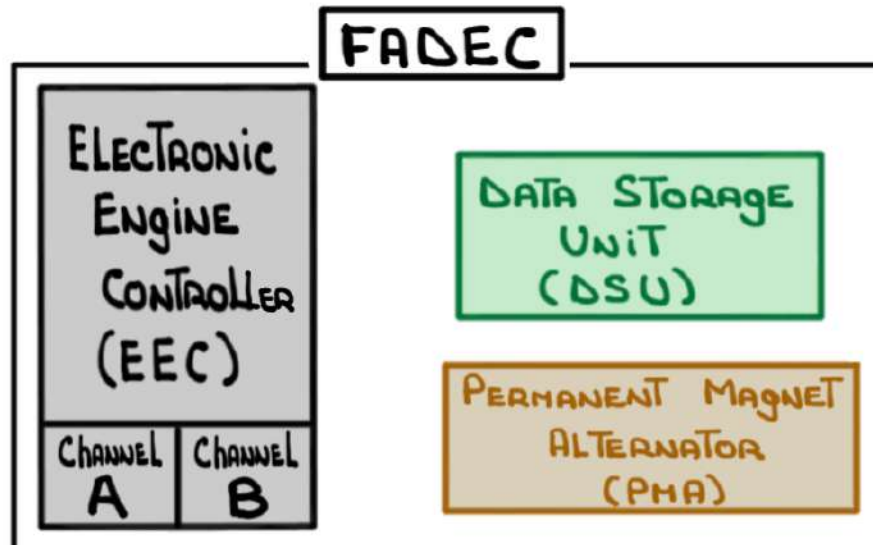 FADEC
ELECTRONIC
ENGINE
CONTROLLER
(EEC)
CHANNEL
A
CHANNEL
B
DATA STORAGE
UNIT
(DSU)
PERMANENT MAGNET
ALTERNATOR
(PMA)